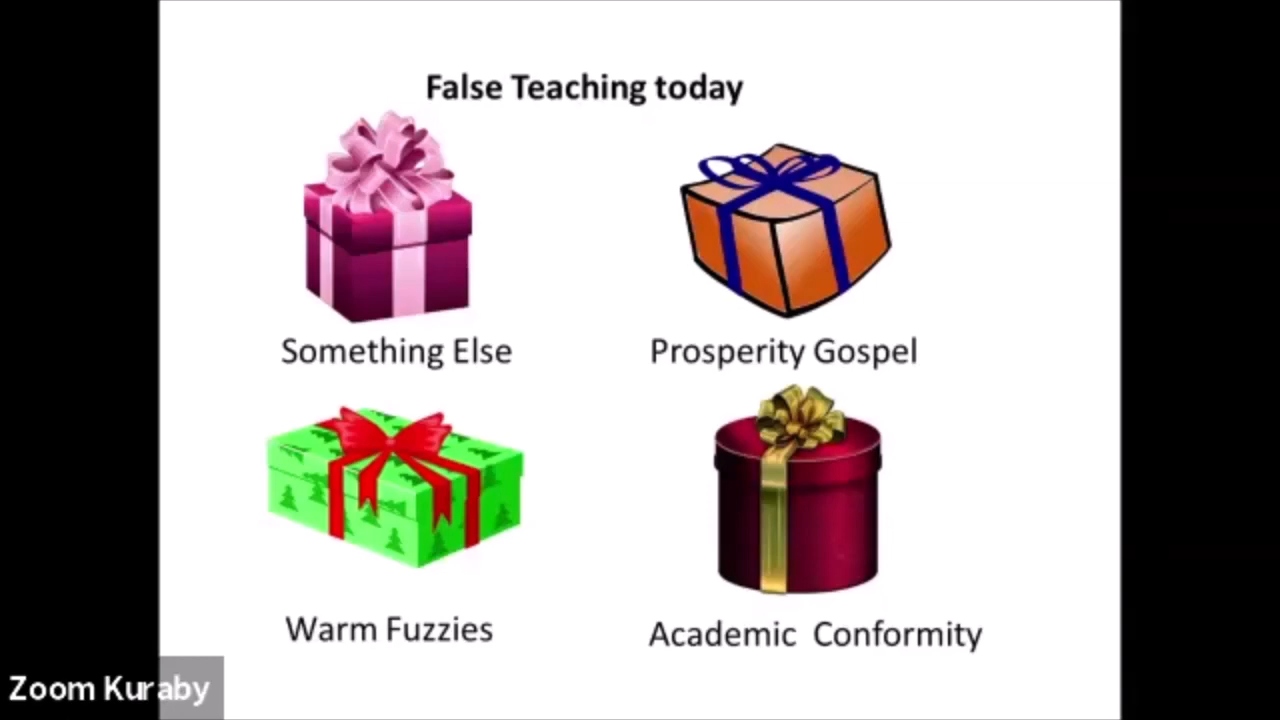 False Teaching today
Something Else
Prosperity Gospel
Warm Fuzzies
Academic Conformity
Zoom Kuraby